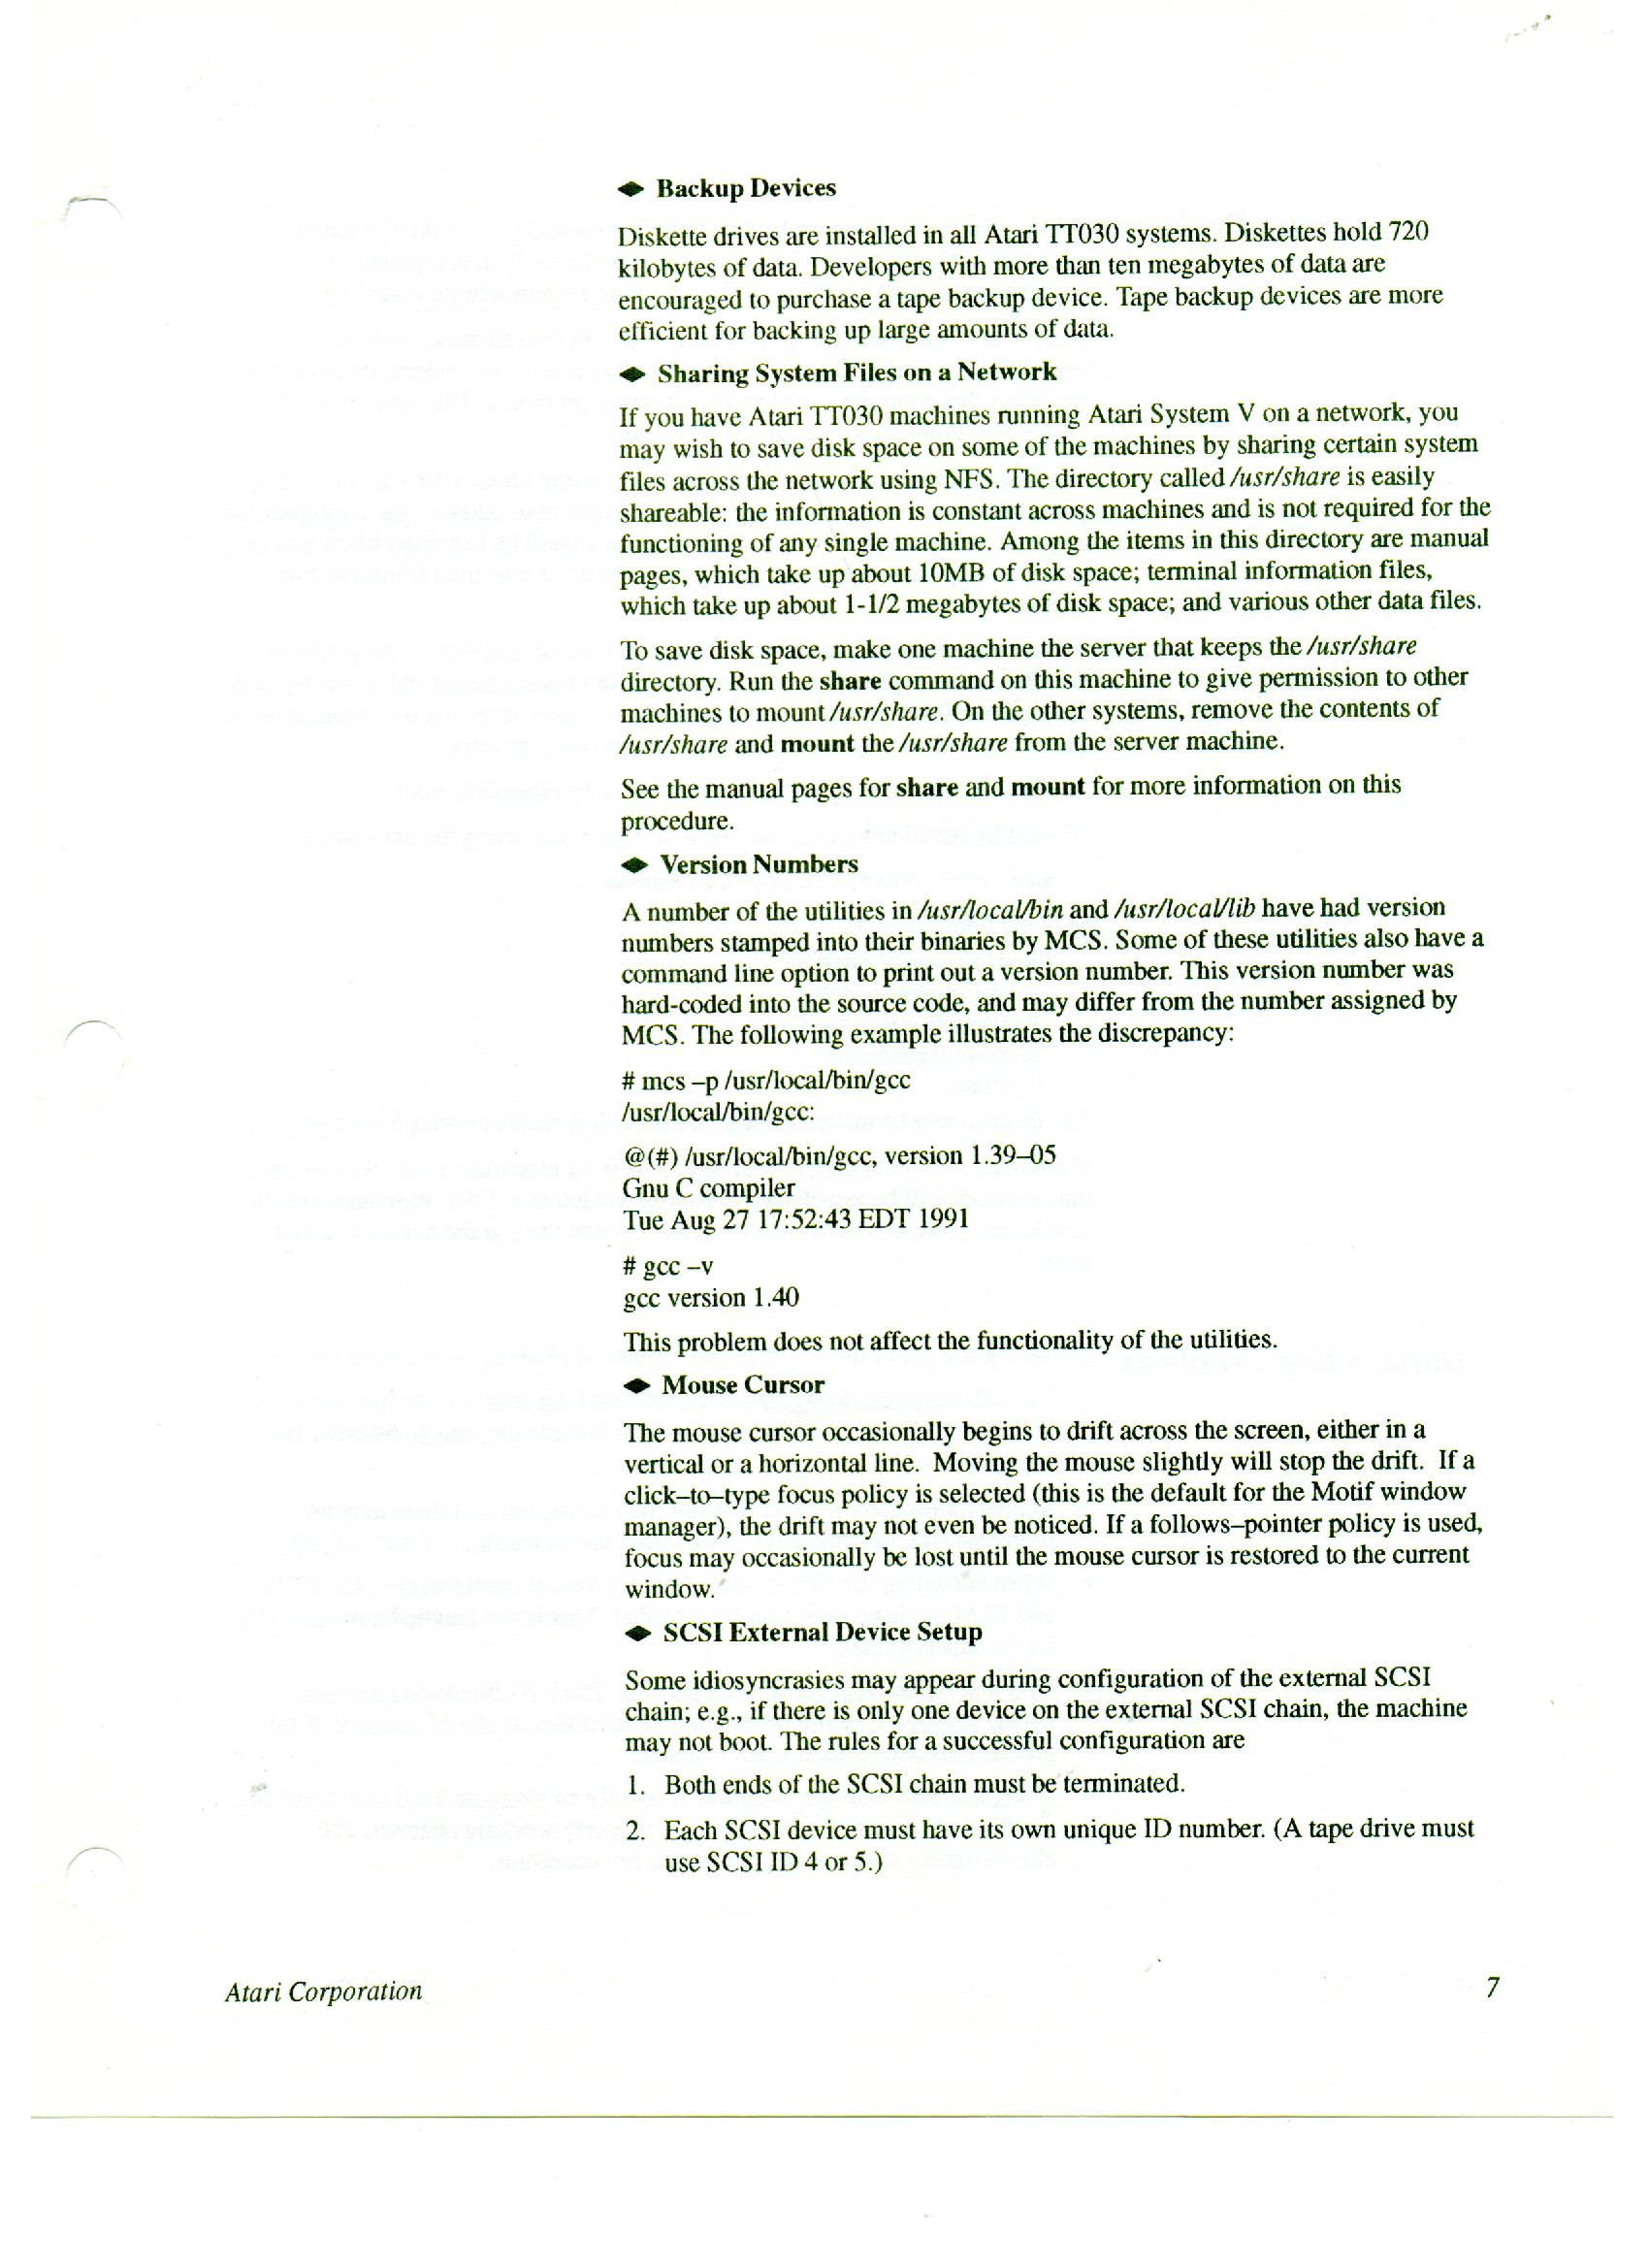 ◆ Backup Devices
Diskette drives are installed in all Atari TT030 systems. Diskettes hold 720
kilobytes of data. Developers with more than ten megabytes of data are
encouraged to purchase a tape backup device. Tape backup devices are more
efficient for backing up large amounts of data.
◆ Sharing System Files on a Network
If you have Atari TT030 machines running Atari System V on a network, you
may wish to save disk space on some of the machines by sharing certain system
files across the network using NFS. The directory called /usr/share is easily
shareable: the information is constant across machines and is not required for the
functioning of any single machine. Among the items in this directory are manual
pages, which take up about 10MB of disk space; terminal information files,
which take up about 1-1/2 megabytes of disk space; and various other data files.
To save disk space, make one machine the server that keeps the /usr/share
directory. Run the share command on this machine to give permission to other
machines to mount /usr/share. On the other systems, remove the contents of
/usr/share and mount the /usr/share from the server machine.
See the manual pages for share and mount for more information on this
procedure.
◆ Version Numbers
A number of the utilities in /usr/local/bin and /usr/local/lib have had version
numbers stamped into their binaries by MCS. Some of these utilities also have a
command line option to print out a version number. This version number was
hard-coded into the source code, and may differ from the number assigned by
MCS. The following example illustrates the discrepancy:
# mcs –p /usr/local/bin/gcc
/usr/local/bin/gcc:
@(#) /usr/local/bin/gcc, version 1.39–05
Gnu C compiler
Tue Aug 27 17:52:43 EDT 1991
# gcc –v
gcc version 1.40
This problem does not affect the functionality of the utilities.
◆ Mouse Cursor
The mouse cursor occasionally begins to drift across the screen, either in a
vertical or a horizontal line. Moving the mouse slightly will stop the drift. If a
click–to–type focus policy is selected (this is the default for the Motif window
manager), the drift may not even be noticed. If a follows–pointer policy is used,
focus may occasionally be lost until the mouse cursor is restored to the current
window.
◆ SCSI External Device Setup
Some idiosyncrasies may appear during configuration of the external SCSI
chain; e.g., if there is only one device on the external SCSI chain, the machine
may not boot. The rules for a successful configuration are
1. Both ends of the SCSI chain must be terminated.
2. Each SCSI device must have its own unique ID number. (A tape drive must
use SCSI ID 4 or 5.)
Atari Corporation
7